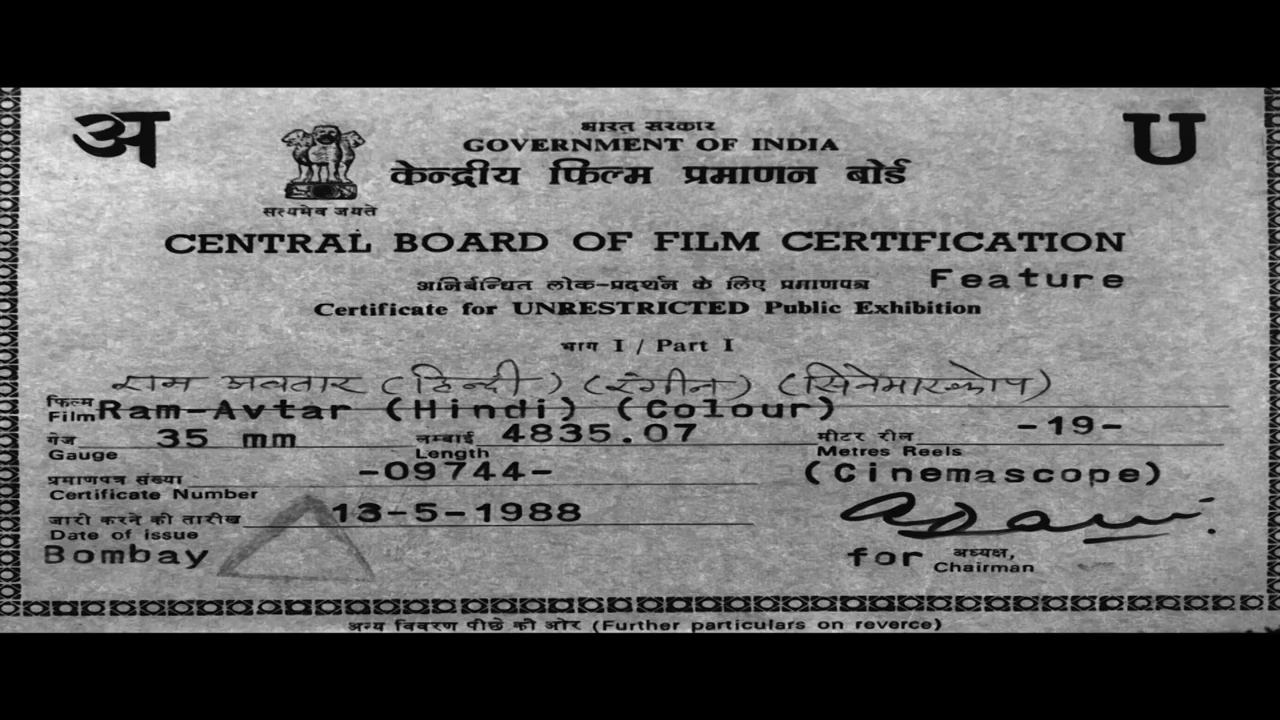 अ
U
भारत सरकार
GOVERNMENT OF INDIA
केन्द्रीय फिल्म प्रमाणन बोर्ड
सत्यमेव जयते
CENTRAL BOARD OF FILM CERTIFICATION
अनिर्बन्धित लोक-प्रदर्शन के लिए प्रमाणपत्र Feature
Certificate for UNRESTRICTED Public Exhibition
भाग I / Part I
राम अवतार (हिन्दी) (रंगीन) (सिनेमास्कोप)
फिल्म
Film Ram-Avtar (Hindi) (Colour)
गेज 35 mm लम्बाई 4835.07 मीटर रील -19-
Gauge Length Metres Reels
प्रमाणपत्र संख्या -09744- (Cinemascope)
Certificate Number
जारी करने की तारीख 13-5-1988
Date of issue
Bombay for अध्यक्ष,
Chairman
अन्य विवरण पीछे की ओर (Further particulars on reverce)